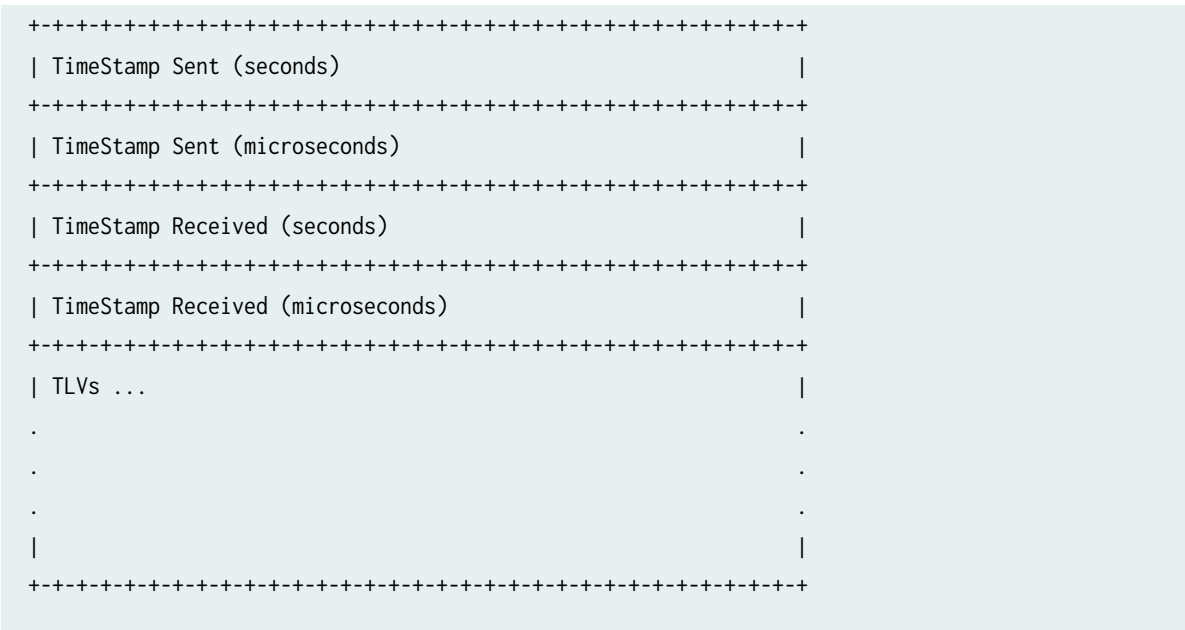 +-+-+-+-+-+-+-+-+-+-+-+-+-+-+-+-+-+-+-+-+-+-+-+-+-+-+-+-+-+-+-+-+
| TimeStamp Sent (seconds)                                      |
+-+-+-+-+-+-+-+-+-+-+-+-+-+-+-+-+-+-+-+-+-+-+-+-+-+-+-+-+-+-+-+-+
| TimeStamp Sent (microseconds)                                 |
+-+-+-+-+-+-+-+-+-+-+-+-+-+-+-+-+-+-+-+-+-+-+-+-+-+-+-+-+-+-+-+-+
| TimeStamp Received (seconds)                                  |
+-+-+-+-+-+-+-+-+-+-+-+-+-+-+-+-+-+-+-+-+-+-+-+-+-+-+-+-+-+-+-+-+
| TimeStamp Received (microseconds)                             |
+-+-+-+-+-+-+-+-+-+-+-+-+-+-+-+-+-+-+-+-+-+-+-+-+-+-+-+-+-+-+-+-+
| TLVs ...                                                      |
.                                                               .
.                                                               .
.                                                               .
|                                                               |
+-+-+-+-+-+-+-+-+-+-+-+-+-+-+-+-+-+-+-+-+-+-+-+-+-+-+-+-+-+-+-+-+